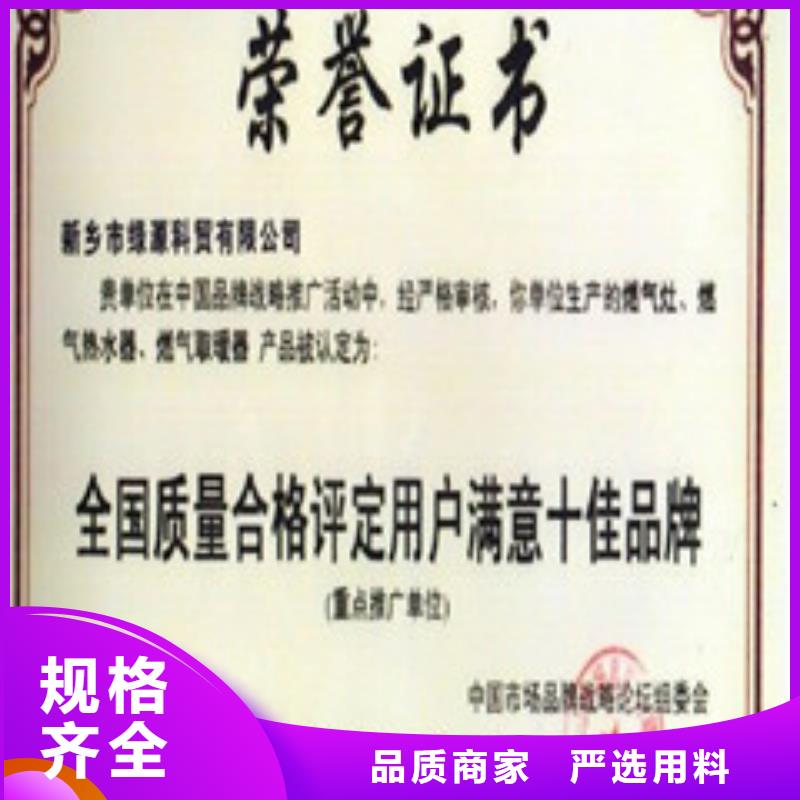 荣誉证书
新乡市绿源科贸有限公司
贵单位在中国品牌战略推广活动中，经严格审核，你单位生产的燃气灶、燃
气热水器、燃气取暖器 产品被认定为：
全国质量合格评定用户满意十佳品牌
(重点推广单位)
中国市场品牌战略论坛组委会
规格
齐全
品质商家 严选用料